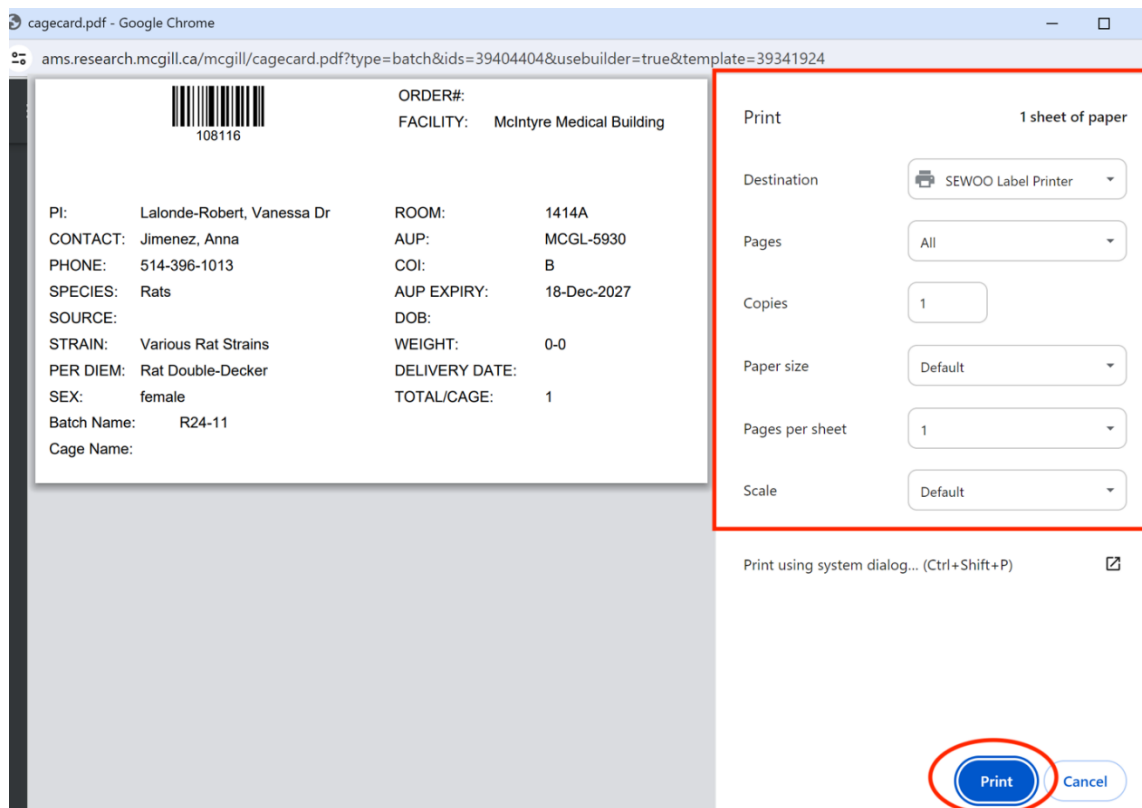 cagecard.pdf - Google Chrome
ams.research.mcgill.ca/mcgill/cagecard.pdf?type=batch&ids=39404404&usebuilder=true&template=39341924
108116
ORDER#:
FACILITY: McIntyre Medical Building
PI: Lalonde-Robert, Vanessa Dr ROOM: 1414A
CONTACT: Jimenez, Anna AUP: MCGL-5930
PHONE: 514-396-1013 COI: B
SPECIES: Rats AUP EXPIRY: 18-Dec-2027
SOURCE: DOB:
STRAIN: Various Rat Strains WEIGHT: 0-0
PER DIEM: Rat Double-Decker DELIVERY DATE:
SEX: female TOTAL/CAGE: 1
Batch Name: R24-11
Cage Name:
Print 1 sheet of paper
Destination SEWOO Label Printer
Pages All
Copies 1
Paper size Default
Pages per sheet 1
Scale Default
Print using system dialog... (Ctrl+Shift+P)
Print Cancel